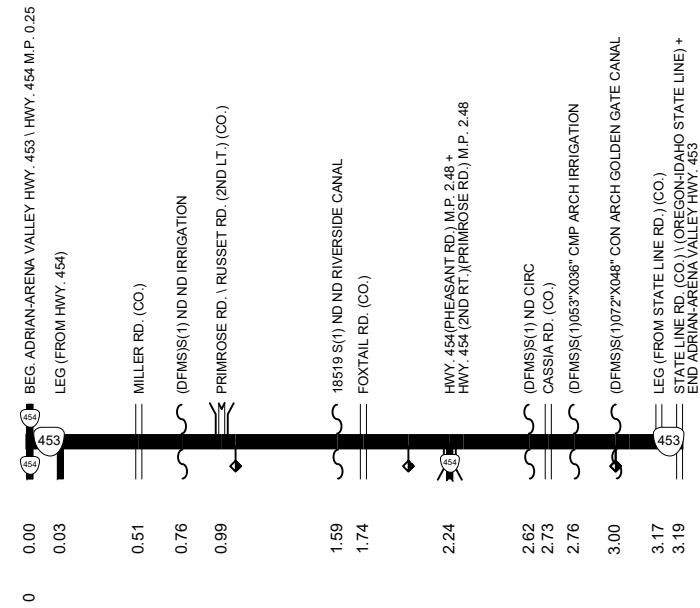 BEG. ADRIAN-ARENA VALLEY HWY. 453 \ HWY. 454 M.P. 0.25
LEG (FROM HWY. 454)
MILLER RD. (CO.)
(DFMS)S(1) ND ND IRRIGATION
PRIMROSE RD. \ RUSSET RD. (2ND LT.) (CO.)
18519 S(1) ND ND RIVERSIDE CANAL
FOXTAIL RD. (CO.)
HWY. 454(PHEASANT RD.) M.P. 2.48 +
HWY. 454 (2ND RT.)(PRIMROSE RD.) M.P. 2.48
(DFMS)S(1) ND CIRC
CASSIA RD. (CO.)
(DFMS)S(1)053"X036" CMP ARCH IRRIGATION
(DFMS)S(1)072"X048" CON ARCH GOLDEN GATE CANAL
LEG (FROM STATE LINE RD.) (CO.)
STATE LINE RD. (CO.) \ (OREGON-IDAHO STATE LINE) +
END ADRIAN-ARENA VALLEY HWY. 453
454
453
454
454
453
0.00
0.03
0.51
0.76
0.99
1.59
1.74
2.24
2.62
2.73
2.76
3.00
3.17
3.19
0